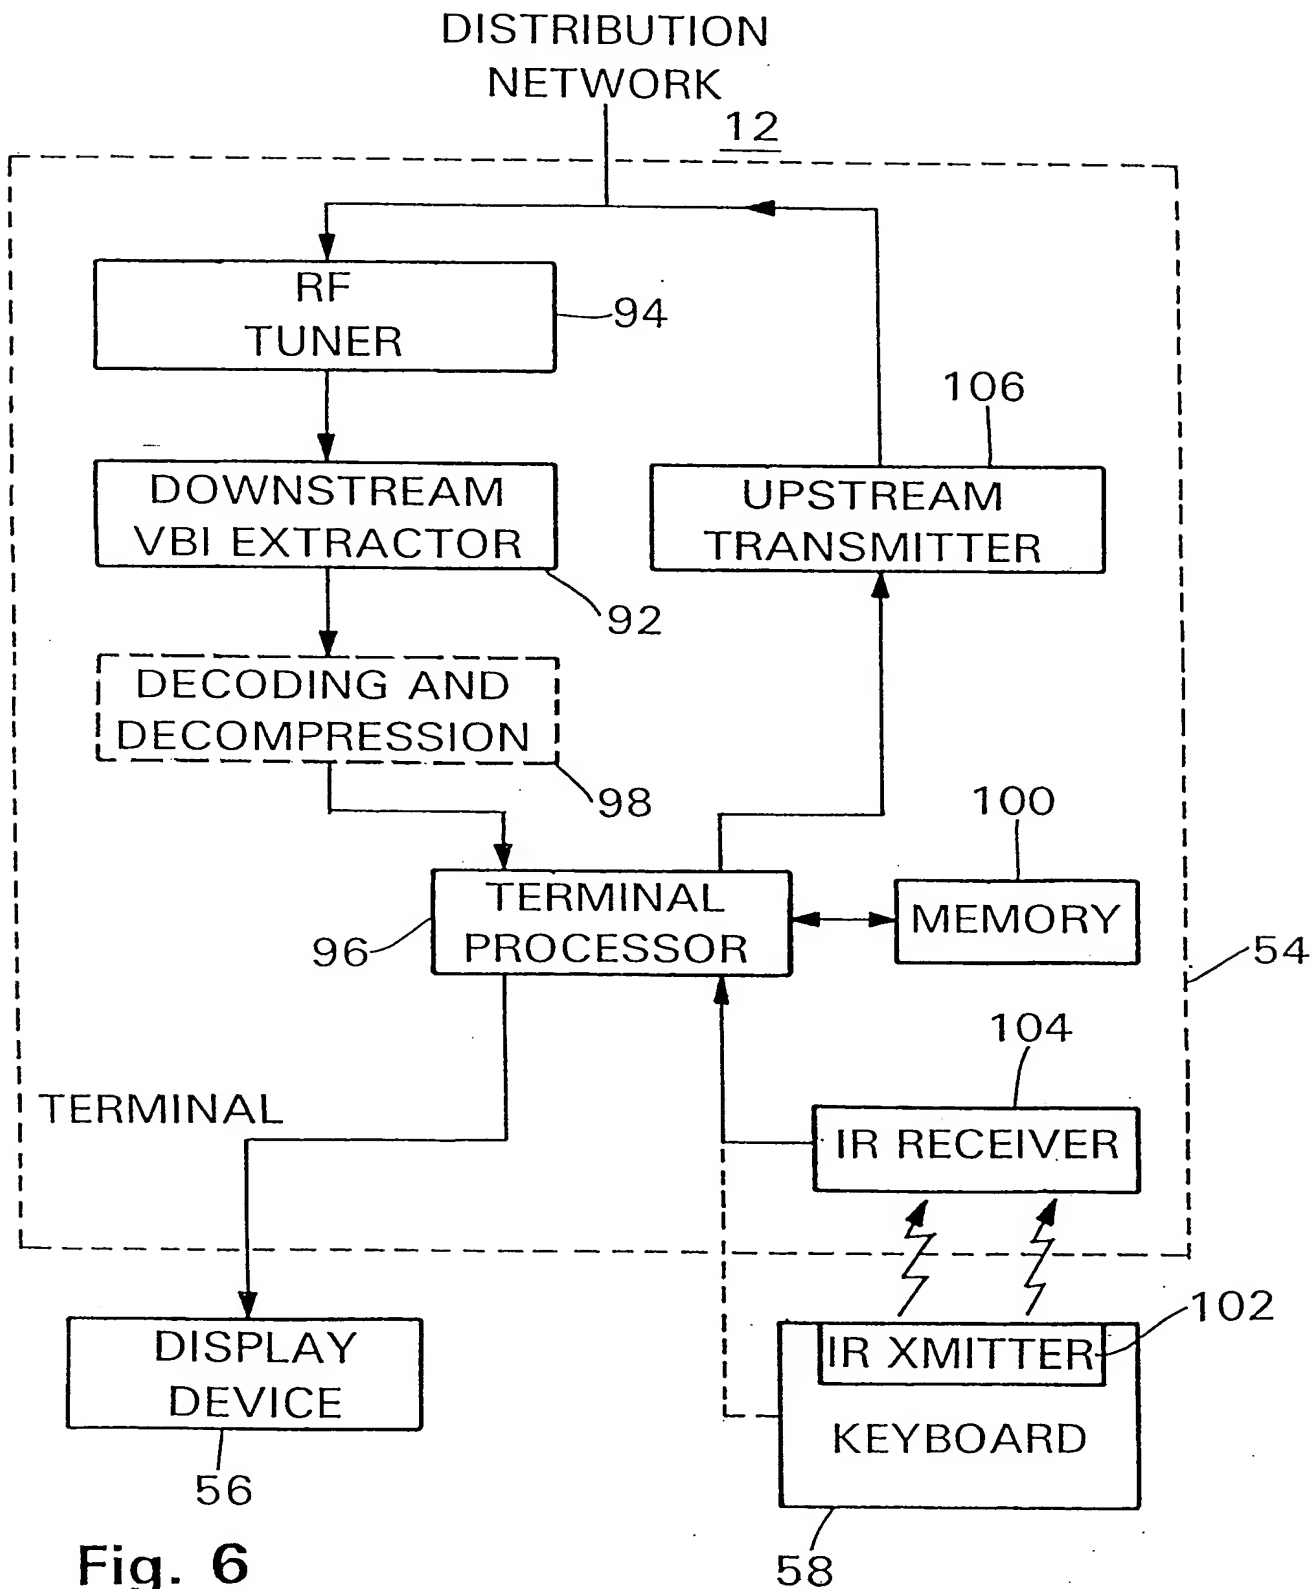 DISTRIBUTION
NETWORK
12
RF
TUNER
94
106
DOWNSTREAM
VBI EXTRACTOR
92
UPSTREAM
TRANSMITTER
DECODING AND
DECOMPRESSION
98
100
TERMINAL
PROCESSOR
96
MEMORY
54
104
TERMINAL
IR RECEIVER
102
DISPLAY
DEVICE
56
IR XMITTER
KEYBOARD
58
Fig. 6